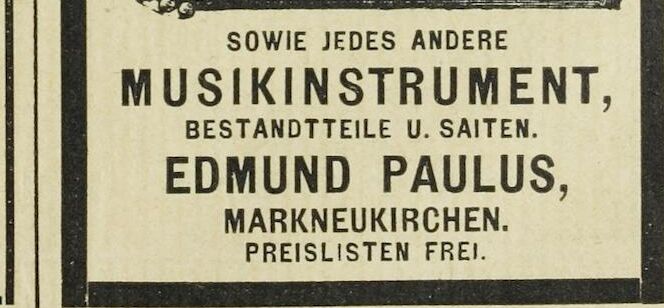 SOWIE JEDES ANDERE
MUSIKINSTRUMENT,
BESTANDTTEILE U. SAITEN.
EDMUND PAULUS,
MARKNEUKIRCHEN.
PREISLISTEN FREI.